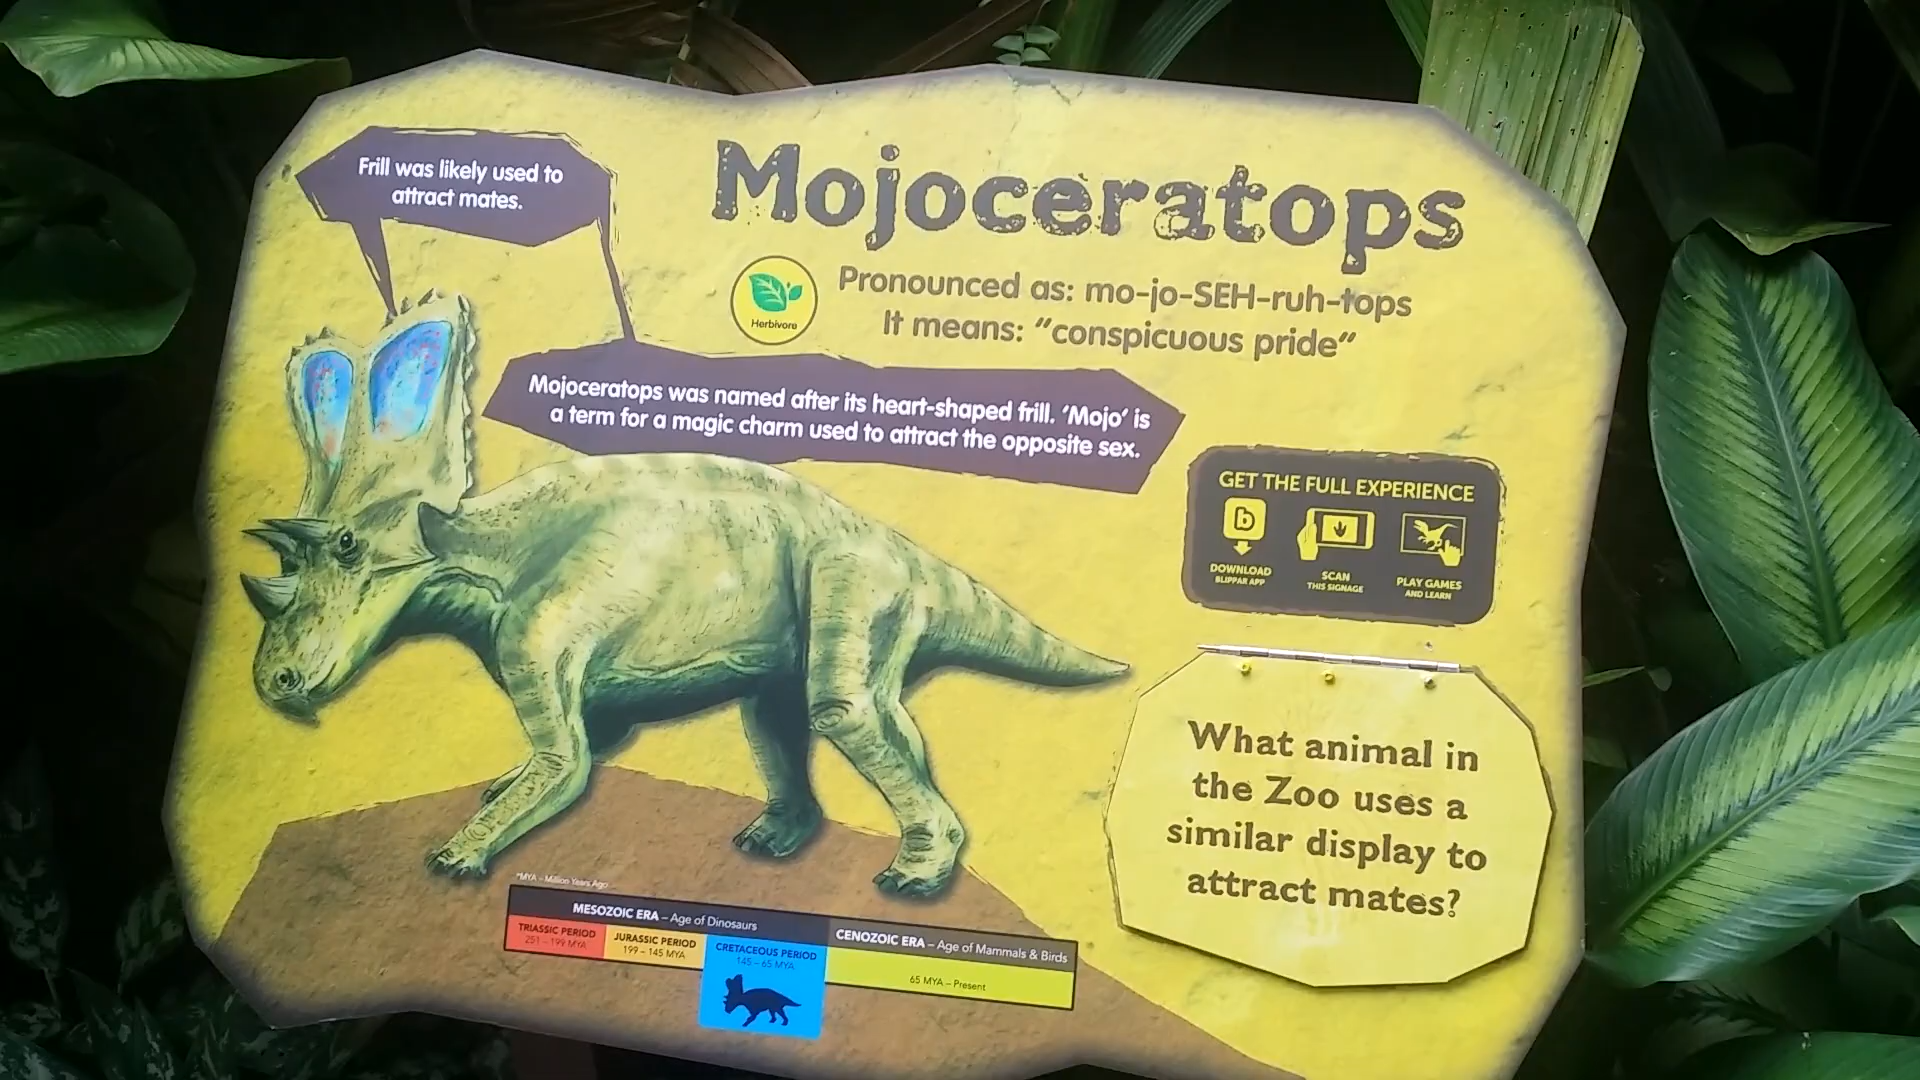 Frill was likely used to
attract mates.
Mojoceratops
Herbivore
Pronounced as: mo-jo-SEH-ruh-tops
It means: “conspicuous pride”
Mojoceratops was named after its heart-shaped frill. ‘Mojo’ is
a term for a magic charm used to attract the opposite sex.
GET THE FULL EXPERIENCE
DOWNLOAD
BLIPPAR APP
SCAN
THIS SIGNAGE
PLAY GAMES
AND LEARN
What animal in
the Zoo uses a
similar display to
attract mates?
*MYA – Million Years Ago
MESOZOIC ERA – Age of Dinosaurs
TRIASSIC PERIOD
251 – 199 MYA
JURASSIC PERIOD
199 – 145 MYA
CRETACEOUS PERIOD
145 – 65 MYA
CENOZOIC ERA – Age of Mammals & Birds
65 MYA – Present